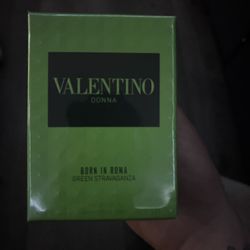 VALENTINO
DONNA
BORN IN ROMA
GREEN STRAVAGANZA